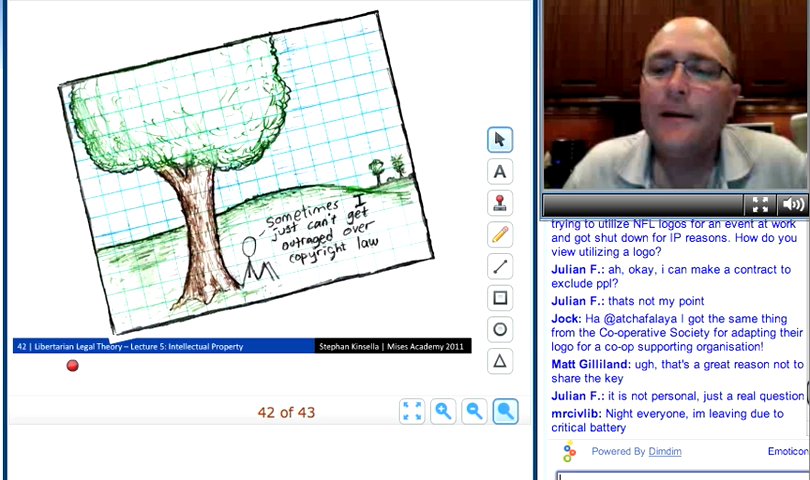 Sometimes I
just can't get
outraged over
copyright law
42 | Libertarian Legal Theory – Lecture 5: Intellectual Property
Stephan Kinsella | Mises Academy 2011
A
42 of 43
trying to utilize NFL logos for an event at work
and got shut down for IP reasons. How do you
view utilizing a logo?
Julian F.: ah, okay, i can make a contract to
exclude ppl?
Julian F.: thats not my point
Jock: Ha @atchafalaya I got the same thing
from the Co-operative Society for adapting their
logo for a co-op supporting organisation!
Matt Gilliland: ugh, that's a great reason not to
share the key
Julian F.: it is not personal, just a real question
mrcivlib: Night everyone, im leaving due to
critical battery
Powered By Dimdim
Emoticon